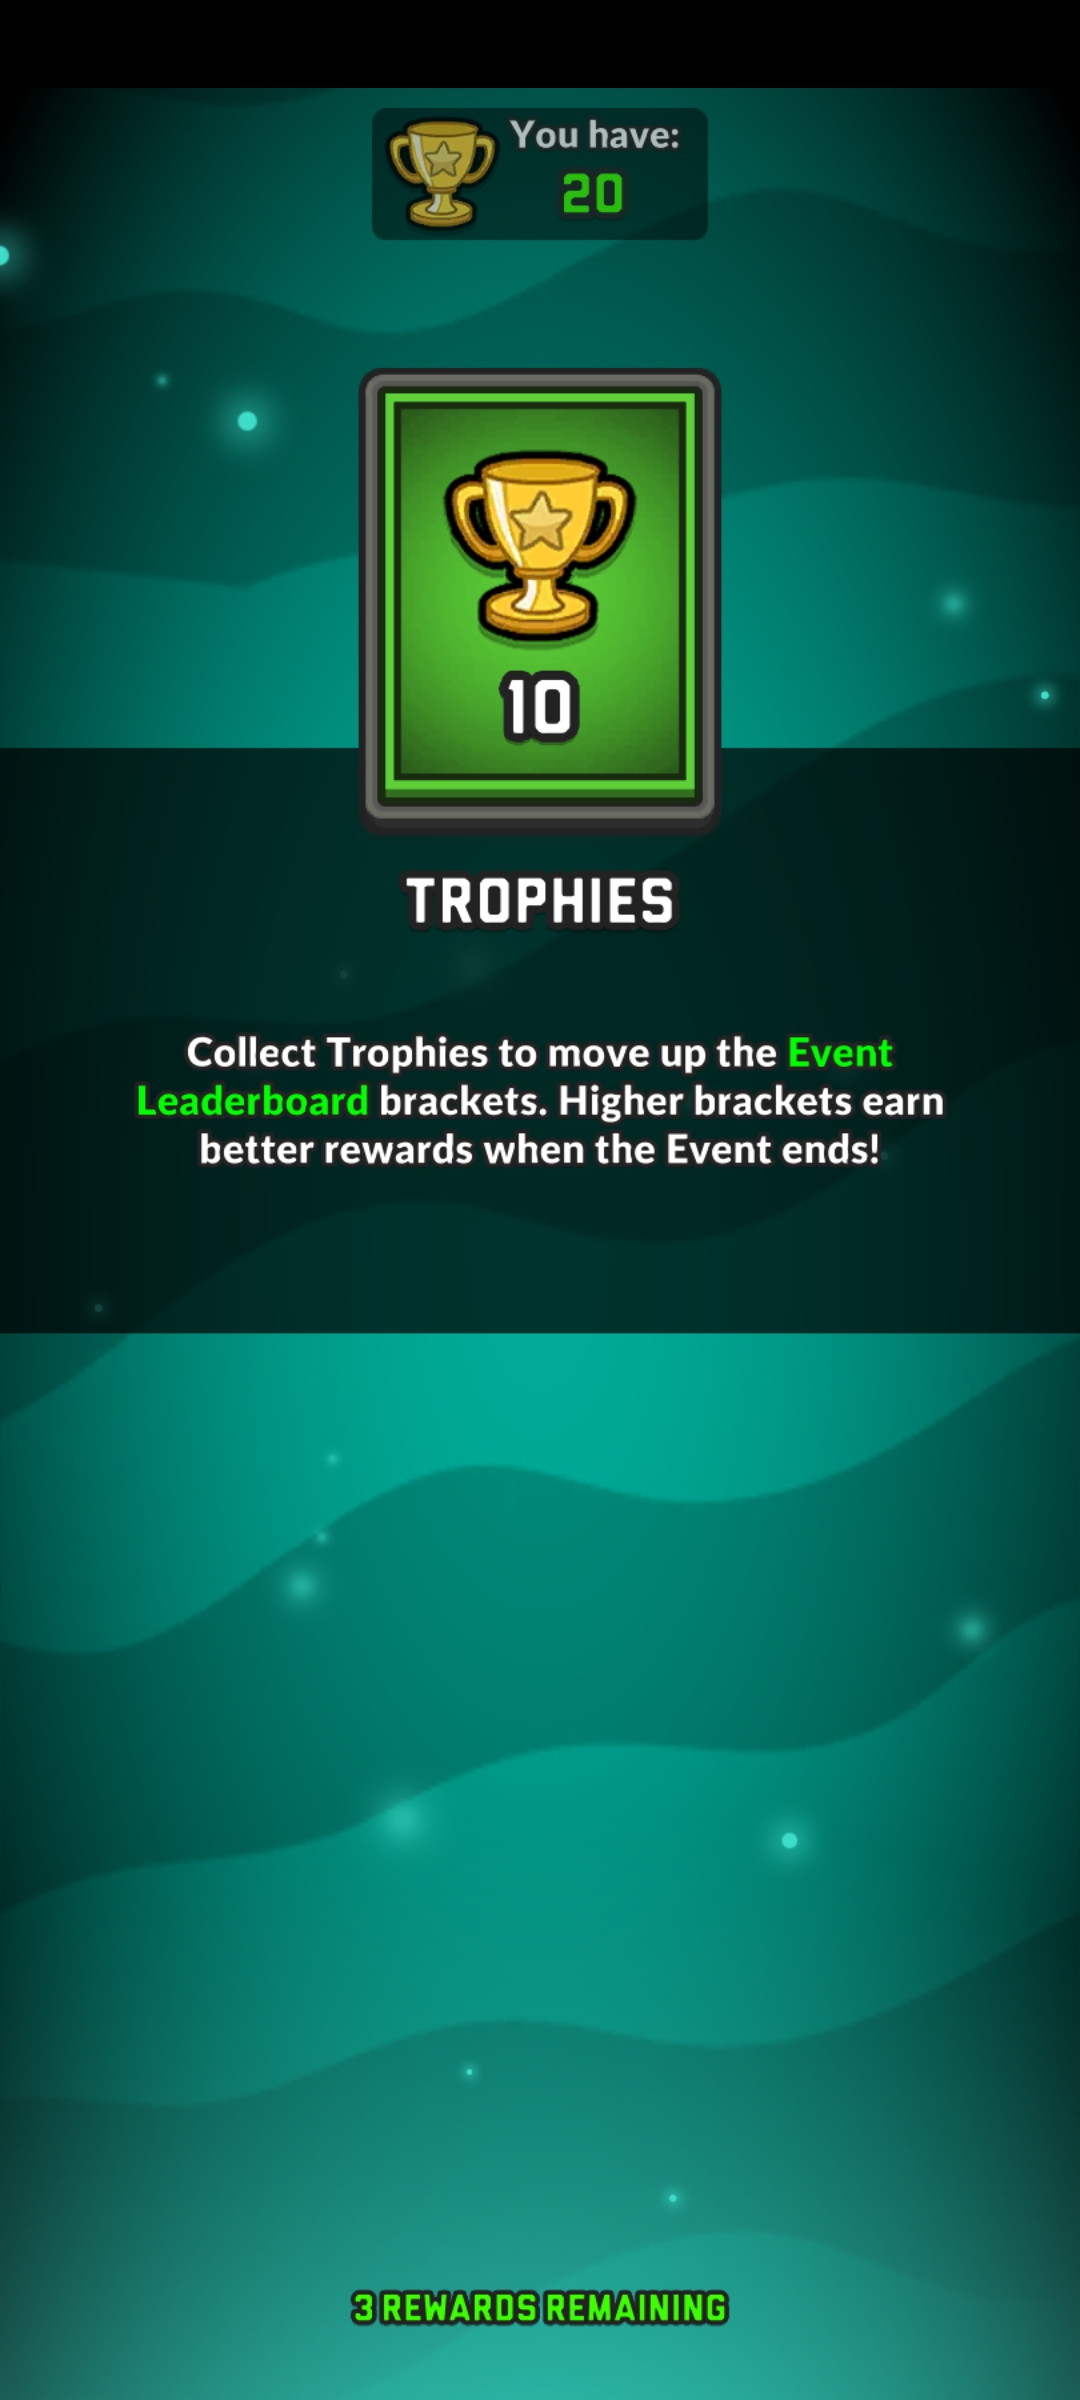 You have:
20
10
TROPHIES
Collect Trophies to move up the Event
Leaderboard brackets. Higher brackets earn
better rewards when the Event ends!
3 REWARDS REMAINING